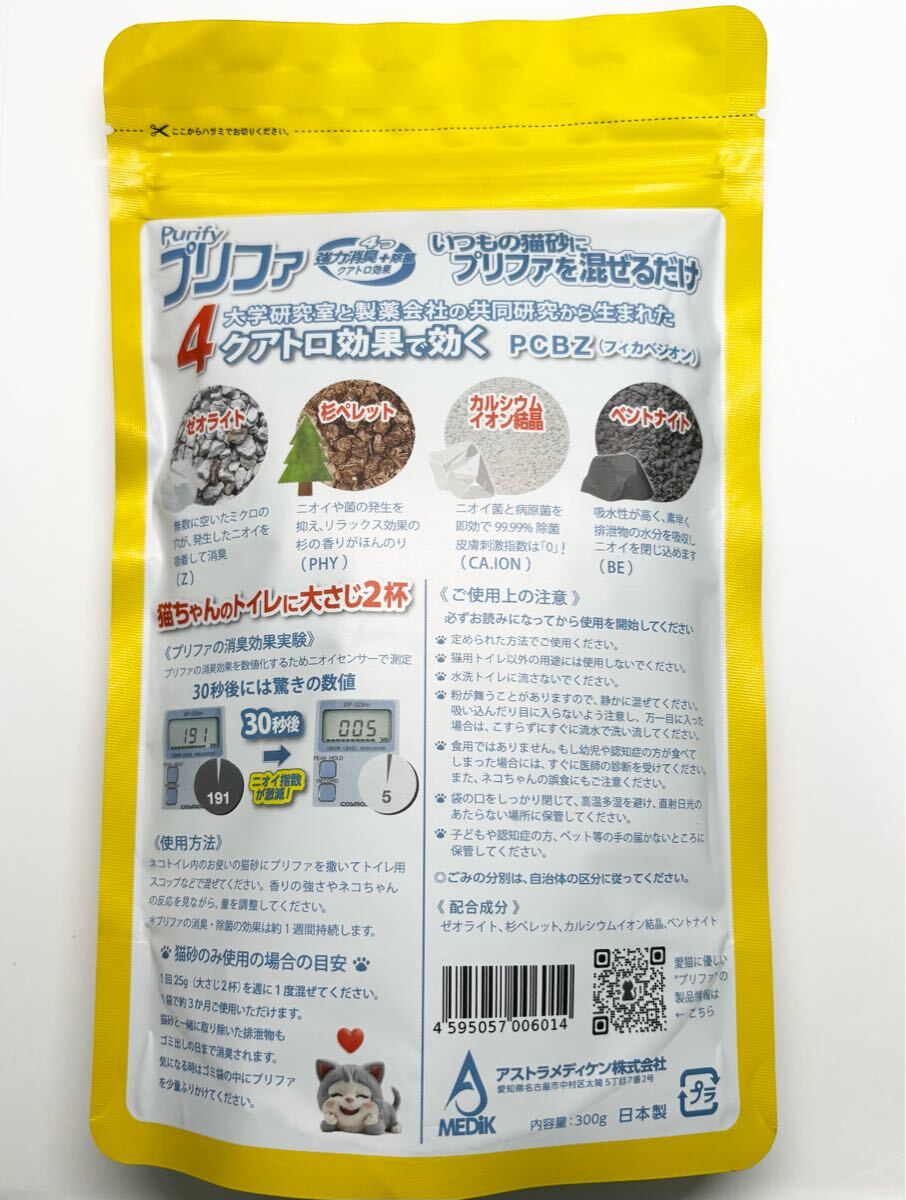 ここからハサミでお切りください。
Purify
プリファ
4つ
強力消臭+除菌
クアトロ効果
いつもの猫砂に
プリファを混ぜるだけ
大学研究室と製薬会社の共同研究から生まれた
4クアトロ効果で効く PCBZ(フィカベジオン)
ゼオライト
無数に空いたミクロの
穴が、発生したニオイを
吸着して消臭
(Z)
杉ペレット
ニオイや菌の発生を
抑え、リラックス効果の
杉の香りがほんのり
(PHY)
カルシウム
イオン結晶
ニオイ菌と病原菌を
即効で99.99%除菌
皮膚刺激指数は「0」!
(CA.ION)
ベントナイト
吸水性が高く、素早く
排泄物の水分を吸収し
ニオイを閉じ込めます
(BE)
猫ちゃんのトイレに大さじ2杯
《プリファの消臭効果実験》
プリファの消臭効果を数値化するためニオイセンサーで測定
30秒後には驚きの数値
191
ODOR LEVEL INDICATOR
PEAK HOLD
191
COSMOS
30秒後
ニオイ指数
が激減!
005
ODOR LEVEL INDICATOR
PEAK HOLD
5
COSMOS
《使用方法》
ネコトイレ内のお使いの猫砂にプリファを撒いてトイレ用
スコップなどで混ぜてください。香りの強さやネコちゃん
の反応を見ながら、量を調整してください。
*プリファの消臭・除菌の効果は約1週間持続します。
猫砂のみ使用の場合の目安
1回25g(大さじ2杯)を週に1度混ぜてください。
1袋で約3か月ご使用いただけます。
猫砂と一緒に取り除いた排泄物も
ゴミ出しの日まで消臭されます。
気になる時はゴミ袋の中にプリファ
を少量ふりかけてください。
《ご使用上の注意》
必ずお読みになってから使用を開始してください
定められた方法でご使用ください。
猫用トイレ以外の用途には使用しないでください。
水洗トイレに流さないでください。
粉が舞うことがありますので、静かに混ぜてください。
吸い込んだり目に入らないよう注意し、万一目に入った
場合は、こすらずにすぐに流水で洗い流してください。
食用ではありません。もし幼児や認知症の方が食べて
しまった場合には、すぐに医師の診断を受けてください。
また、ネコちゃんの誤食にもご注意ください。
袋の口をしっかり閉じて、高温多湿を避け、直射日光の
あたらない場所に保管してください。
子どもや認知症の方、ペット等の手の届かないところに
保管してください。
◎ごみの分別は、自治体の区分に従ってください。
《配合成分》
ゼオライト、杉ペレット、カルシウムイオン結晶、ベントナイト
4 595057 006014
愛猫に優しい
"プリファ"の
製品情報は
←こちら
MEDiK
アストラメディケン株式会社
愛知県名古屋市中村区太閤5丁目7番2号
内容量:300g 日本製
プラ